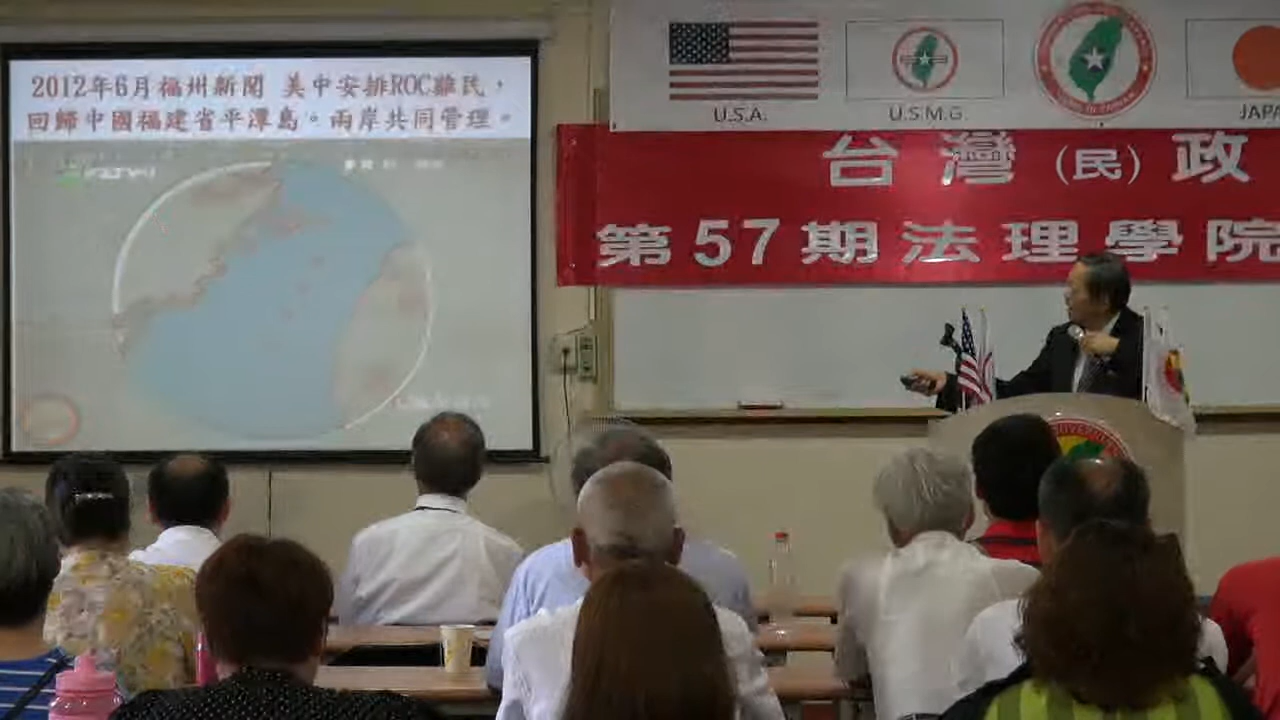 2012年6月福州新聞 美中安排ROC難民，
回歸中國福建省平潭島。兩岸共同管理。
U.S.A.
U.S.M.G.
JAPA
台灣(民)政
第57期法理學院